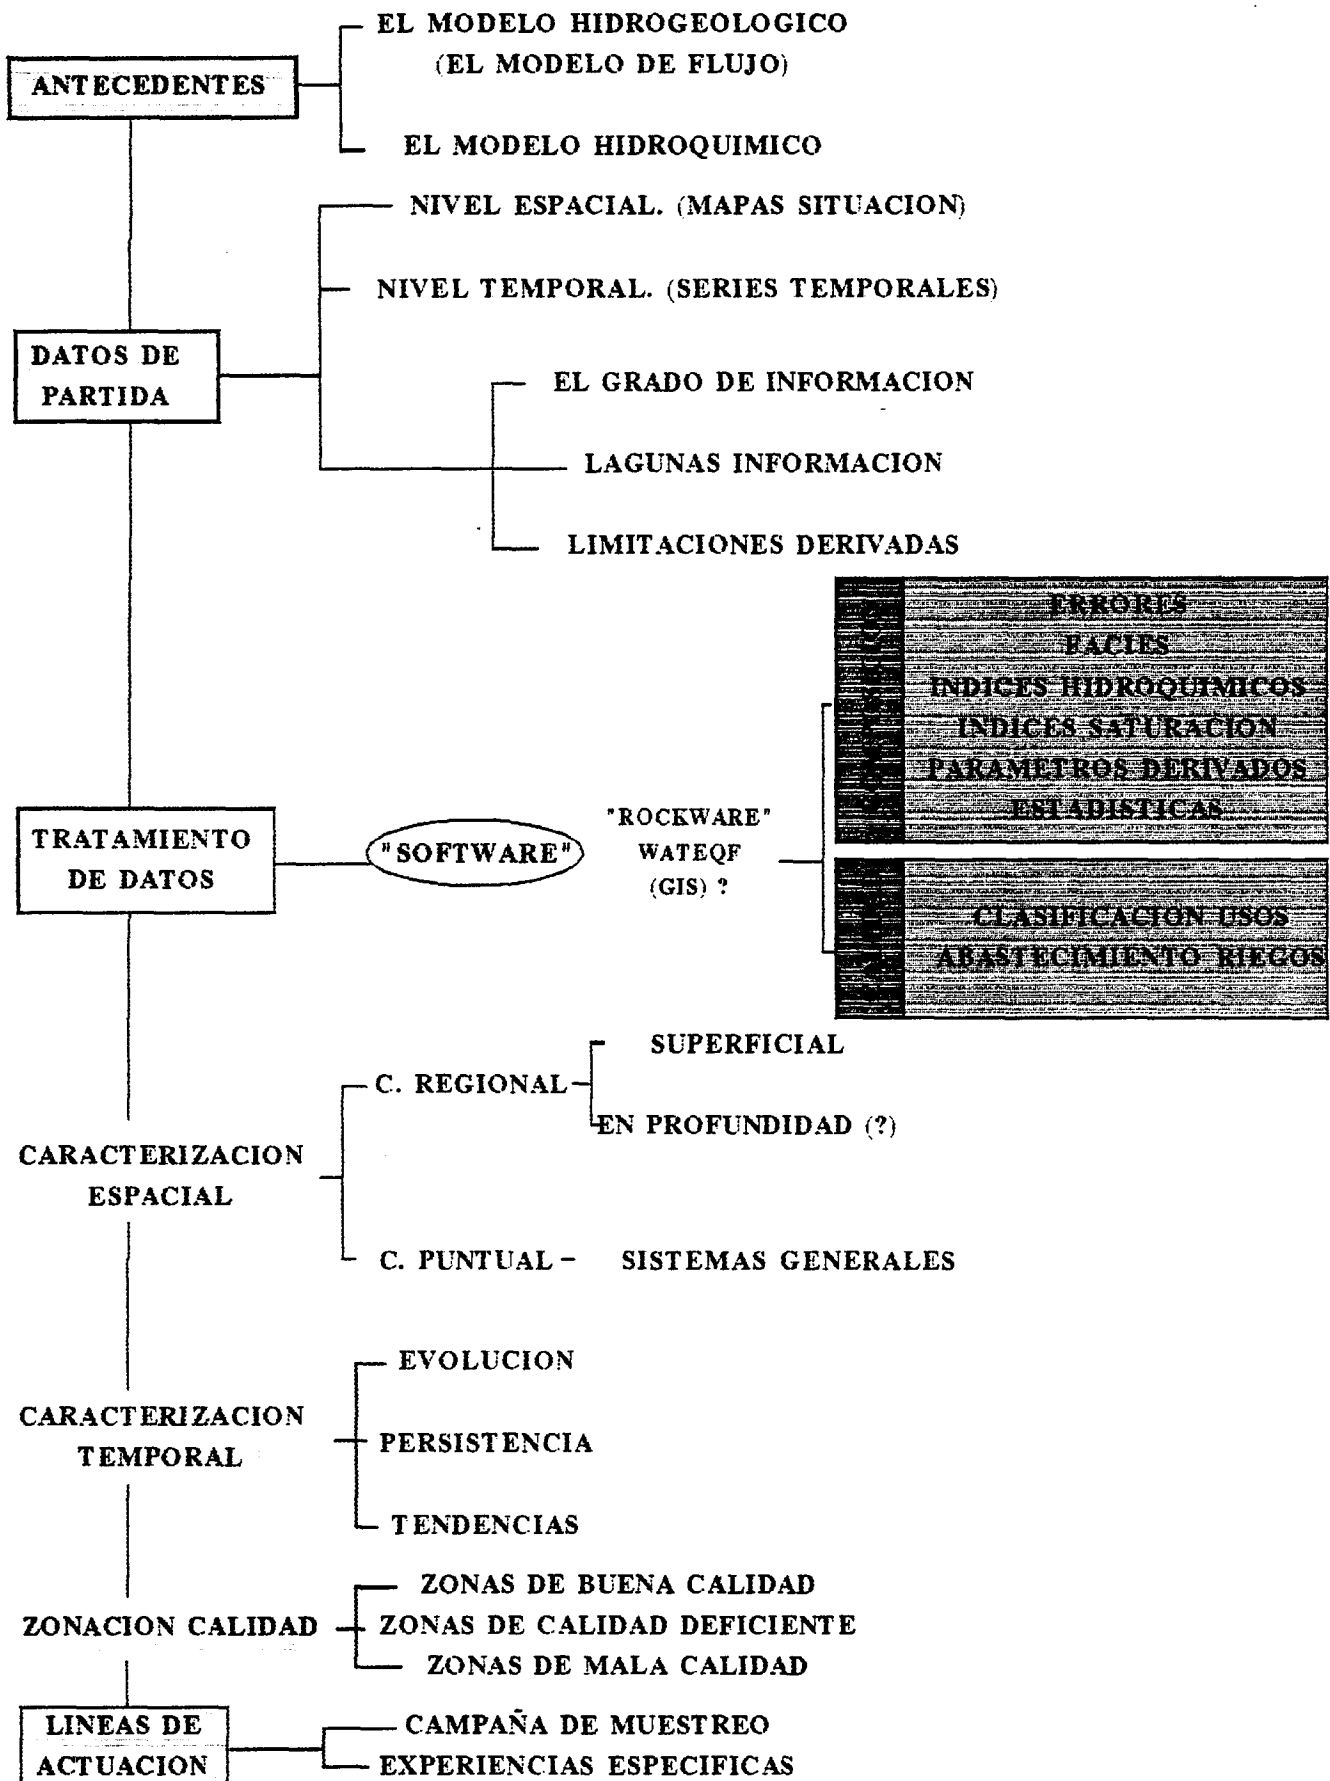 EL MODELO HIDROGEOLOGICO
(EL MODELO DE FLUJO)
ANTECEDENTES
EL MODELO HIDROQUIMICO
NIVEL ESPACIAL. (MAPAS SITUACION)
NIVEL TEMPORAL. (SERIES TEMPORALES)
DATOS DE
PARTIDA
EL GRADO DE INFORMACION
LAGUNAS INFORMACION
LIMITACIONES DERIVADAS
ERRORES
FACIES
INDICES HIDROQUIMICOS
INDICES SATURACION
PARAMETROS DERIVADOS
ESTADISTICAS
TRATAMIENTO
DE DATOS
"SOFTWARE"
"ROCKWARE"
WATEQF
(GIS) ?
CLASIFICACION USOS
ABASTECIMIENTO RIEGOS
SUPERFICIAL
C. REGIONAL
EN PROFUNDIDAD (?)
CARACTERIZACION
ESPACIAL
C. PUNTUAL - SISTEMAS GENERALES
EVOLUCION
CARACTERIZACION
TEMPORAL
PERSISTENCIA
TENDENCIAS
ZONAS DE BUENA CALIDAD
ZONACION CALIDAD
ZONAS DE CALIDAD DEFICIENTE
ZONAS DE MALA CALIDAD
LINEAS DE
ACTUACION
CAMPAÑA DE MUESTREO
EXPERIENCIAS ESPECIFICAS